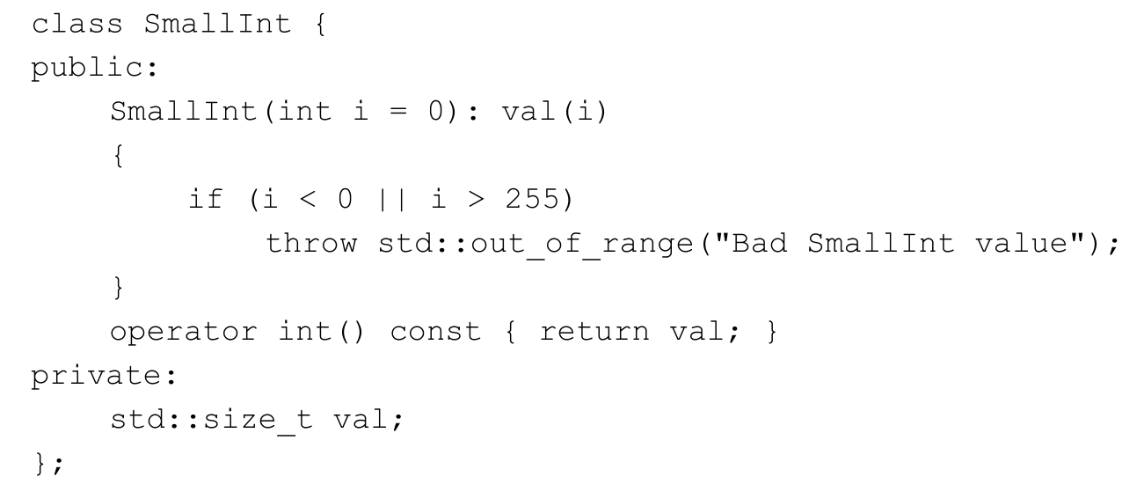 class SmallInt {
public:
    SmallInt(int i = 0): val(i)
    {
        if (i < 0 || i > 255)
            throw std::out_of_range("Bad SmallInt value");
    }
    operator int() const { return val; }
private:
    std::size_t val;
};